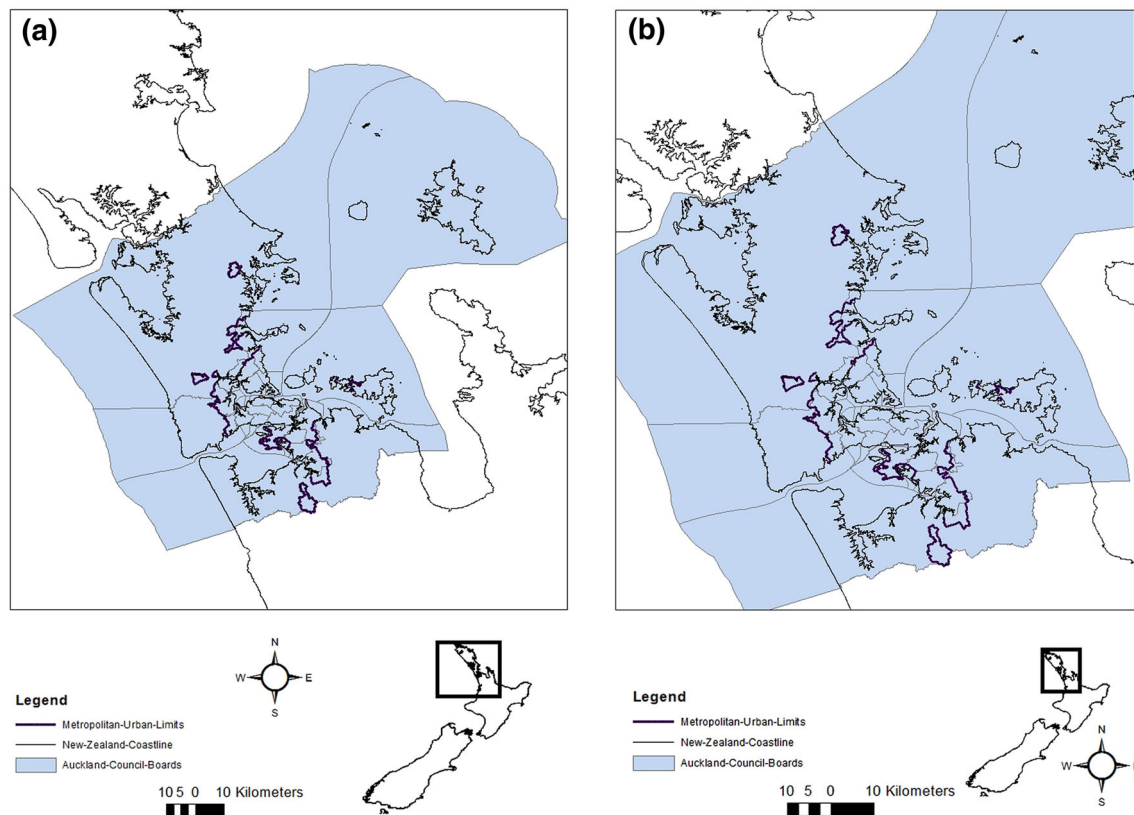 (a)
N
W E
S
Legend
Metropolitan-Urban-Limits
New-Zealand-Coastline
Auckland-Council-Boards
10 5 0 10 Kilometers
(b)
Legend
Metropolitan-Urban-Limits
New-Zealand-Coastline
Auckland-Council-Boards
N
W
S
10 5 0 10 Kilometers